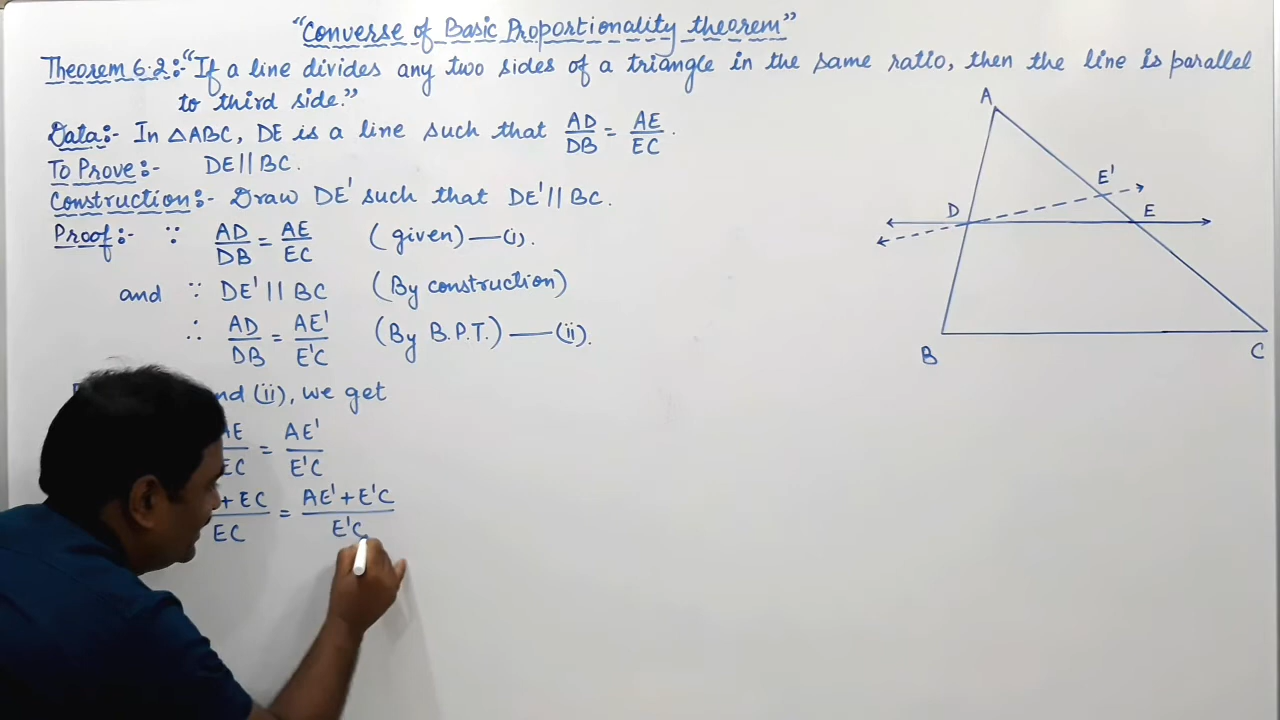 "Converse of Basic Proportionality theorem"
Theorem 6.2:- "If a line divides any two sides of a triangle in the same ratio, then the line is parallel
to third side."
Data:- In △ABC, DE is a line such that AD/DB = AE/EC.
To Prove:- DE || BC.
Construction:- Draw DE' such that DE' || BC.
Proof:- ∵ AD/DB = AE/EC (given) — (i).
and ∵ DE' || BC (By construction)
∴ AD/DB = AE'/E'C (By B.P.T.) — (ii).
nd (ii), we get
AE/EC = AE'/E'C
+ EC/EC = AE' + E'C/E'C
A
E'
D
E
B
C